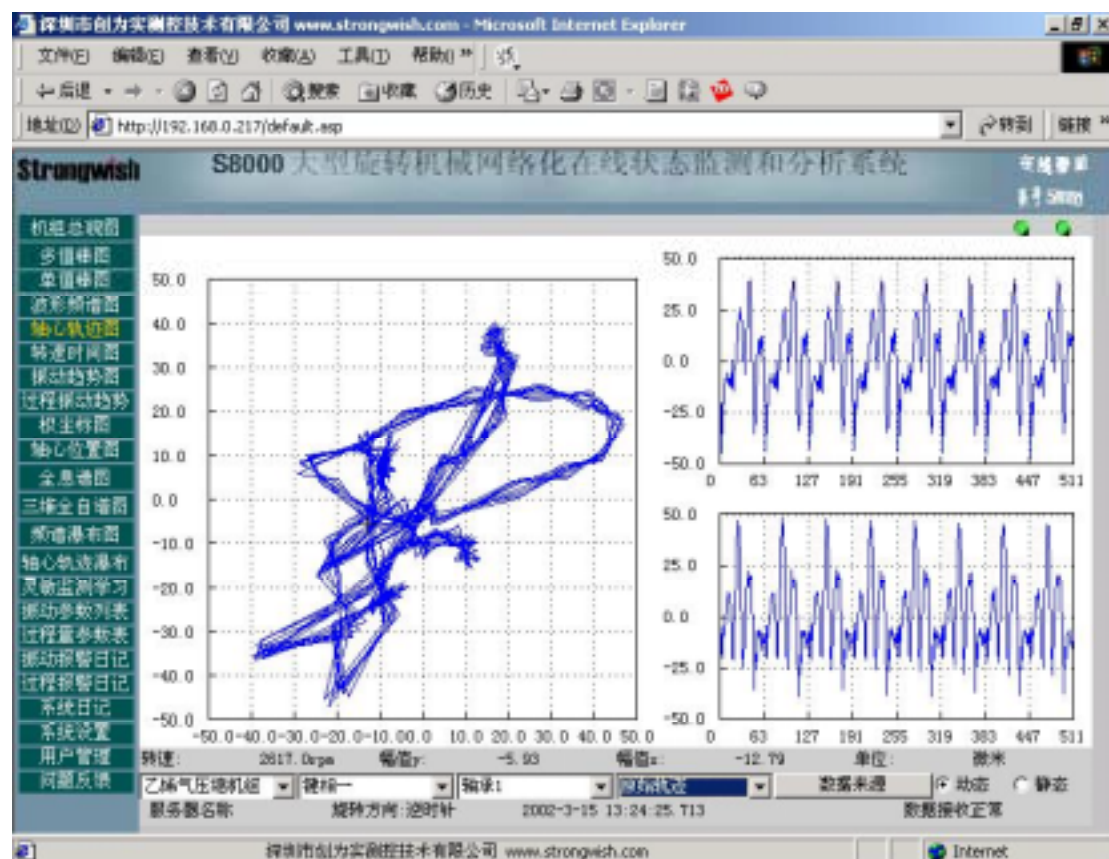 深圳市创为实测控技术有限公司 www.strongwish.com - Microsoft Internet Explorer
文件(F) 编辑(E) 查看(V) 收藏(A) 工具(T) 帮助(H) »
后退 搜索 收藏 历史
地址(D) http://192.168.0.217/default.asp 转到 链接 »
Strongwish S8000 大型旋转机械网络化在线状态监测和分析系统
机组总貌图
多值棒图
单值棒图
波形频谱图
轴心轨迹图
转速时间图
振动趋势图
过程振动趋势
极坐标图
轴心位置图
全息谱图
三维全息谱图
频谱瀑布图
轴心轨迹瀑布
灵敏监测学习
振动参数列表
过程量参数表
振动报警日记
过程报警日记
系统日记
系统设置
用户管理
问题反馈
50.0
40.0
30.0
20.0
10.0
0.0
-10.0
-20.0
-30.0
-40.0
-50.0
-50.0-40.0-30.0-20.0-10.00.0 10.0 20.0 30.0 40.0 50.0
50.0
25.0
0.0
-25.0
-50.0
0 63 127 191 255 319 383 447 511
50.0
25.0
0.0
-25.0
-50.0
0 63 127 191 255 319 383 447 511
转速: 2617.0rpm 幅值y: -5.93 幅值x: -12.79 单位: 微米
乙烯气压缩机组 键相一 轴承1 原始轨迹 数据来源 动态 静态
服务器名称 旋转方向:逆时针 2002-3-15 13:24:25.713 数据接收正常
深圳市创为实测控技术有限公司 www.strongwish.com Internet